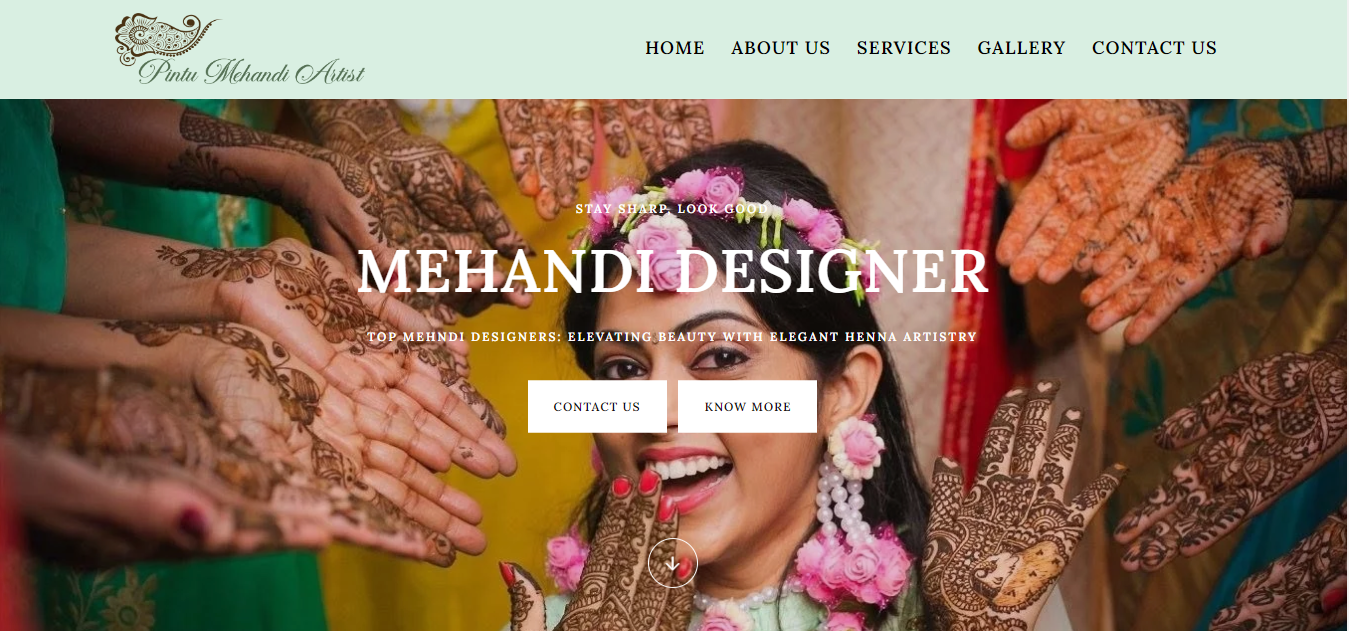 Pintu Mehandi Artist
HOME ABOUT US SERVICES GALLERY CONTACT US
STAY SHARP, LOOK GOOD
MEHANDI DESIGNER
TOP MEHNDI DESIGNERS: ELEVATING BEAUTY WITH ELEGANT HENNA ARTISTRY
CONTACT US KNOW MORE